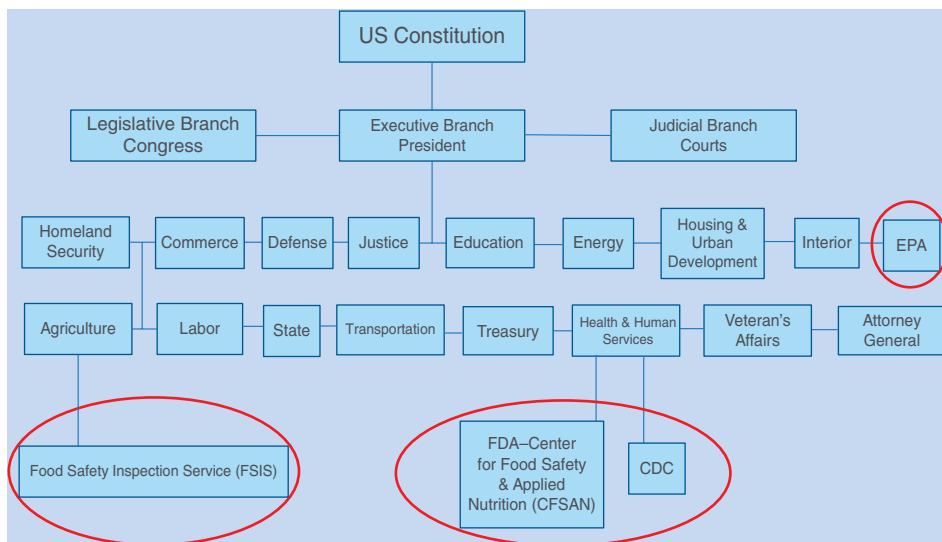 US Constitution
Legislative Branch
Congress
Executive Branch
President
Judicial Branch
Courts
Homeland
Security
Commerce
Defense
Justice
Education
Energy
Housing &
Urban
Development
Interior
EPA
Agriculture
Labor
State
Transportation
Treasury
Health & Human
Services
Veteran's
Affairs
Attorney
General
Food Safety Inspection Service (FSIS)
FDA–Center
for Food Safety
& Applied
Nutrition (CFSAN)
CDC